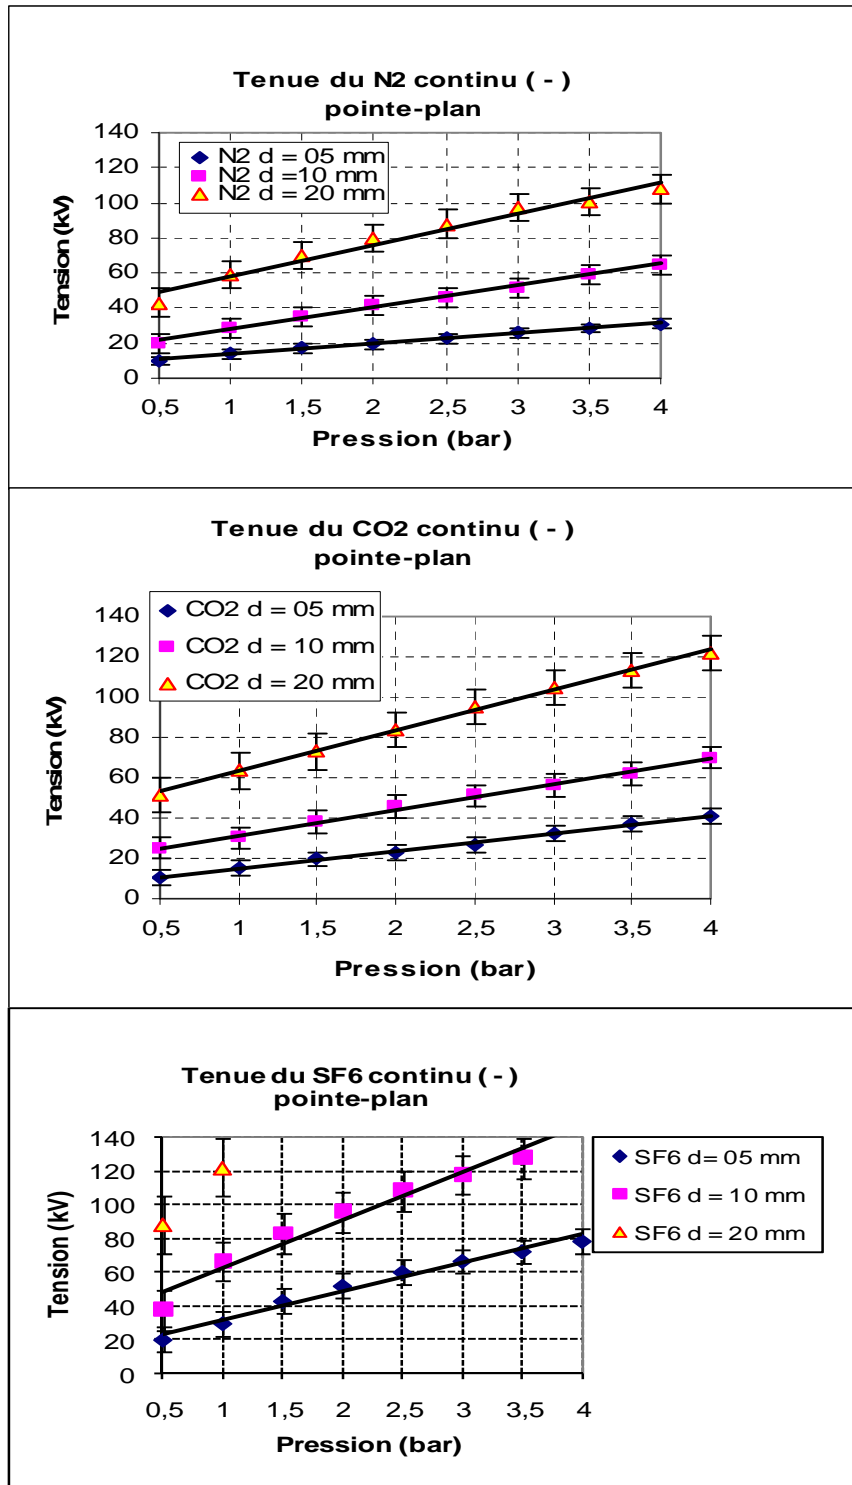 Tenue du N2 continu ( - )
pointe-plan
Tension (kV)
140
120
100
80
60
40
20
0
N2 d = 05 mm
N2 d =10 mm
N2 d = 20 mm
0,5 1 1,5 2 2,5 3 3,5 4
Pression (bar)
Tenue du CO2 continu ( - )
pointe-plan
Tension (kV)
140
120
100
80
60
40
20
0
CO2 d = 05 mm
CO2 d = 10 mm
CO2 d = 20 mm
0,5 1 1,5 2 2,5 3 3,5 4
Pression (bar)
Tenue du SF6 continu ( - )
pointe-plan
Tension (kV)
140
120
100
80
60
40
20
0
SF6 d= 05 mm
SF6 d = 10 mm
SF6 d = 20 mm
0,5 1 1,5 2 2,5 3 3,5 4
Pression (bar)